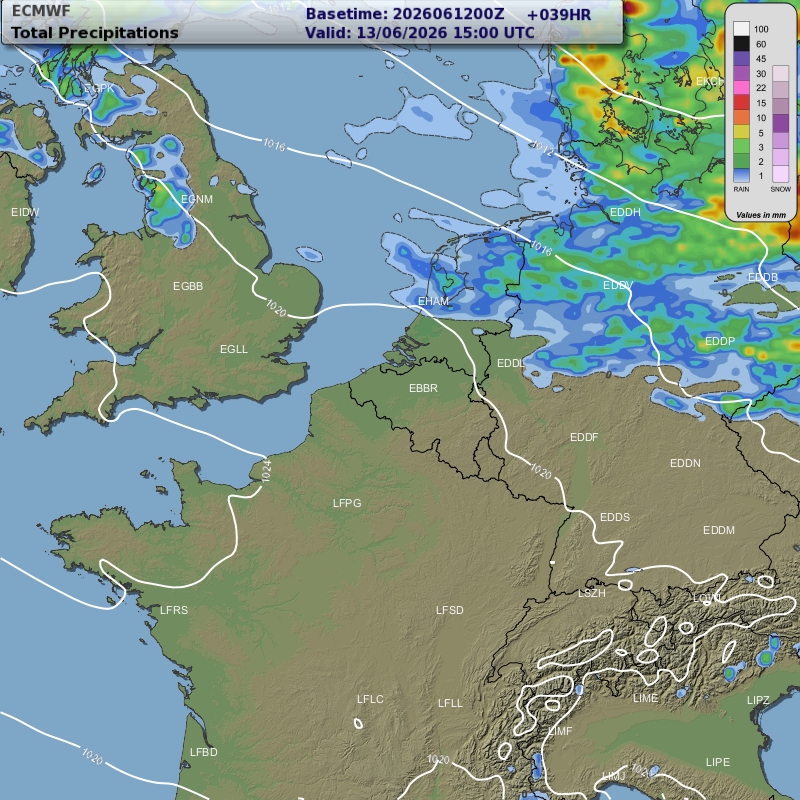 ECMWF
Total Precipitations
Basetime: 2026061200Z +039HR
Valid: 13/06/2026 15:00 UTC
1012
EGPK
EKCH
1016
1012
100
60
45
30
22
15
10
5
3
2
1
RAIN SNOW
Values in mm
EIDW
EGNM
EDDH
1016
EGBB
EDDV
EDDB
1020
EHAM
EGLL
EDDP
EDDL
EBBR
EDDF
1024
1020
EDDN
LFPG
EDDS
EDDM
LSZH
LFRS
LFSD
LFLC
LFLL
LIME
LIPZ
LIMF
LFBD
1020
1020
LIPE
LIMJ